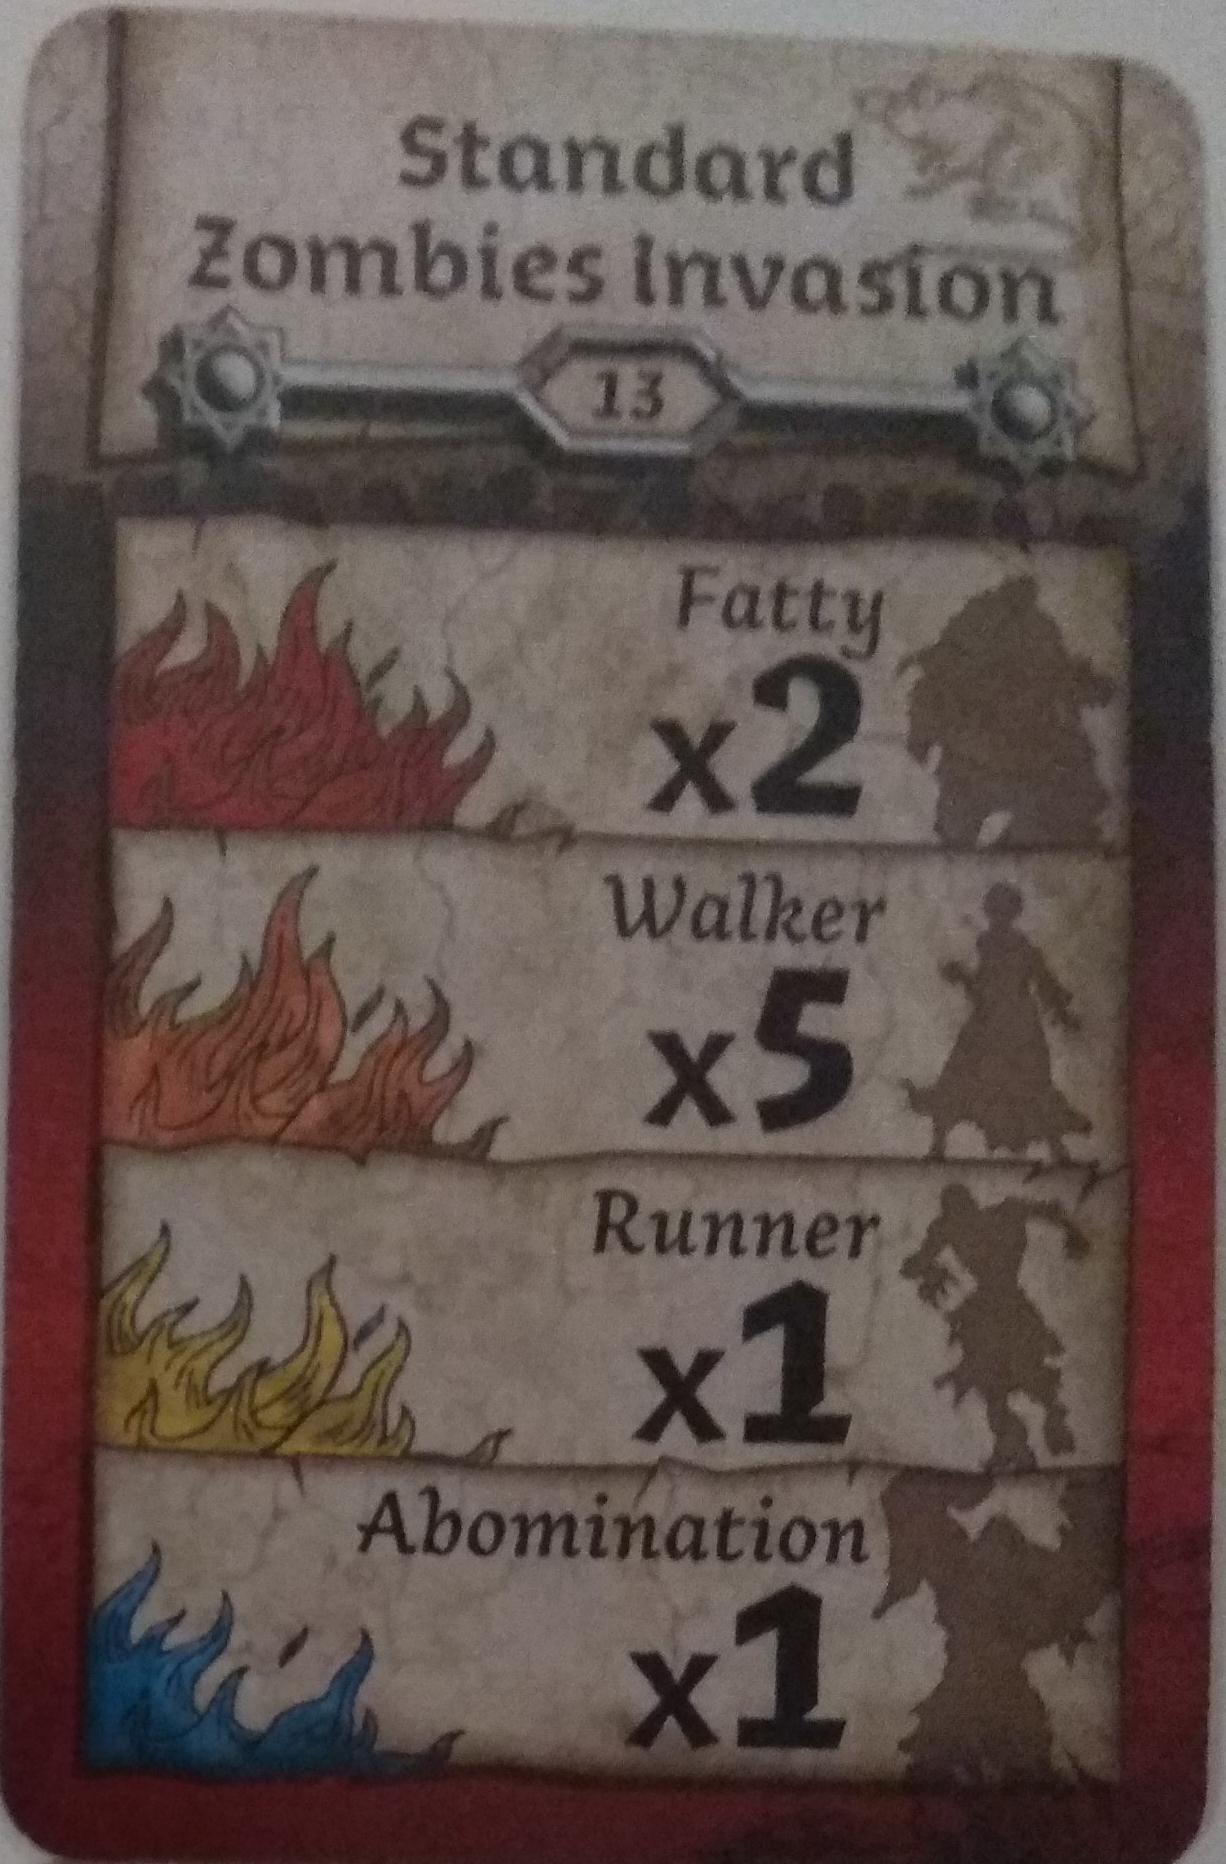 Standard
Zombies Invasion
13
Fatty
x2
Walker
x5
Runner
x1
Abomination
x1